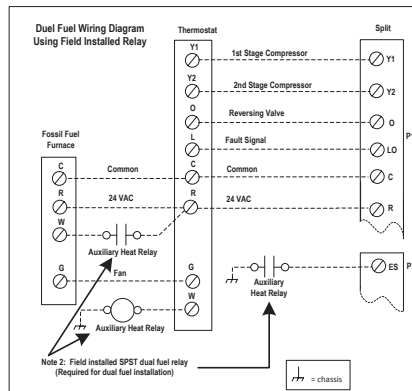 Duel Fuel Wiring Diagram
Using Field Installed Relay
Thermostat
Split
Y1
1st Stage Compressor
Y1
Y2
2nd Stage Compressor
Y2
O
Reversing Valve
O
Fossil Fuel
Furnace
L
Fault Signal
LO
C
Common
C
Common
C
R
24 VAC
R
24 VAC
R
W
Auxiliary Heat Relay
G
Fan
G
Auxiliary
Heat Relay
ES
W
Auxiliary Heat Relay
Note 2: Field installed SPST dual fuel relay
(Required for dual fuel installation)
= chassis